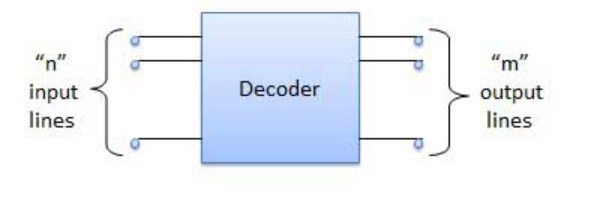 “n”
input
lines
Decoder
“m”
output
lines